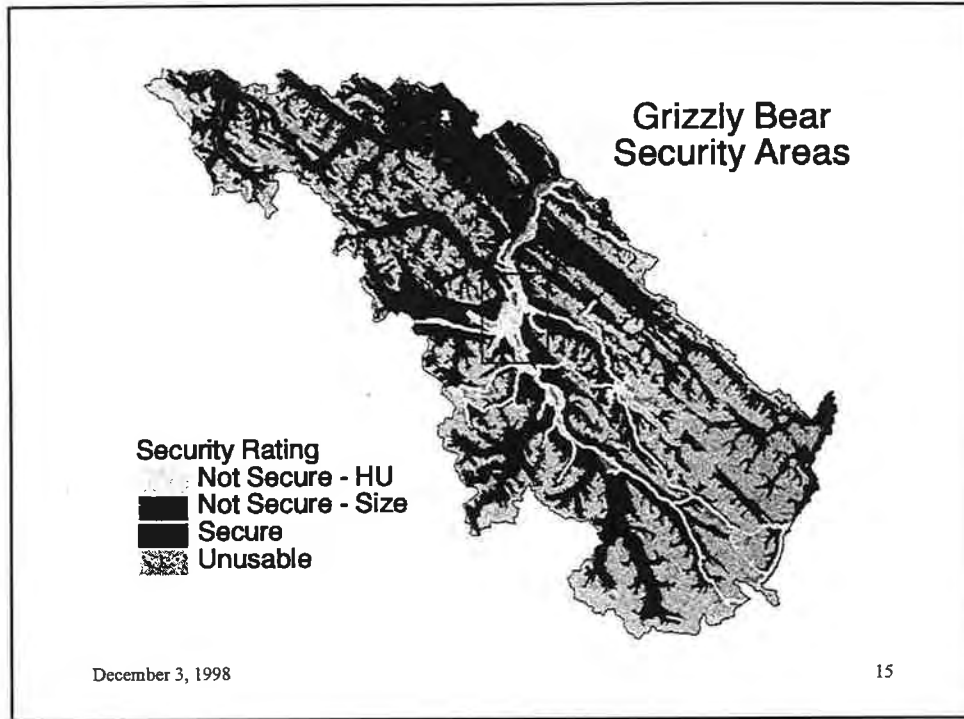 Grizzly Bear
Security Areas
Security Rating
Not Secure - HU
Not Secure - Size
Secure
Unusable
December 3, 1998
15